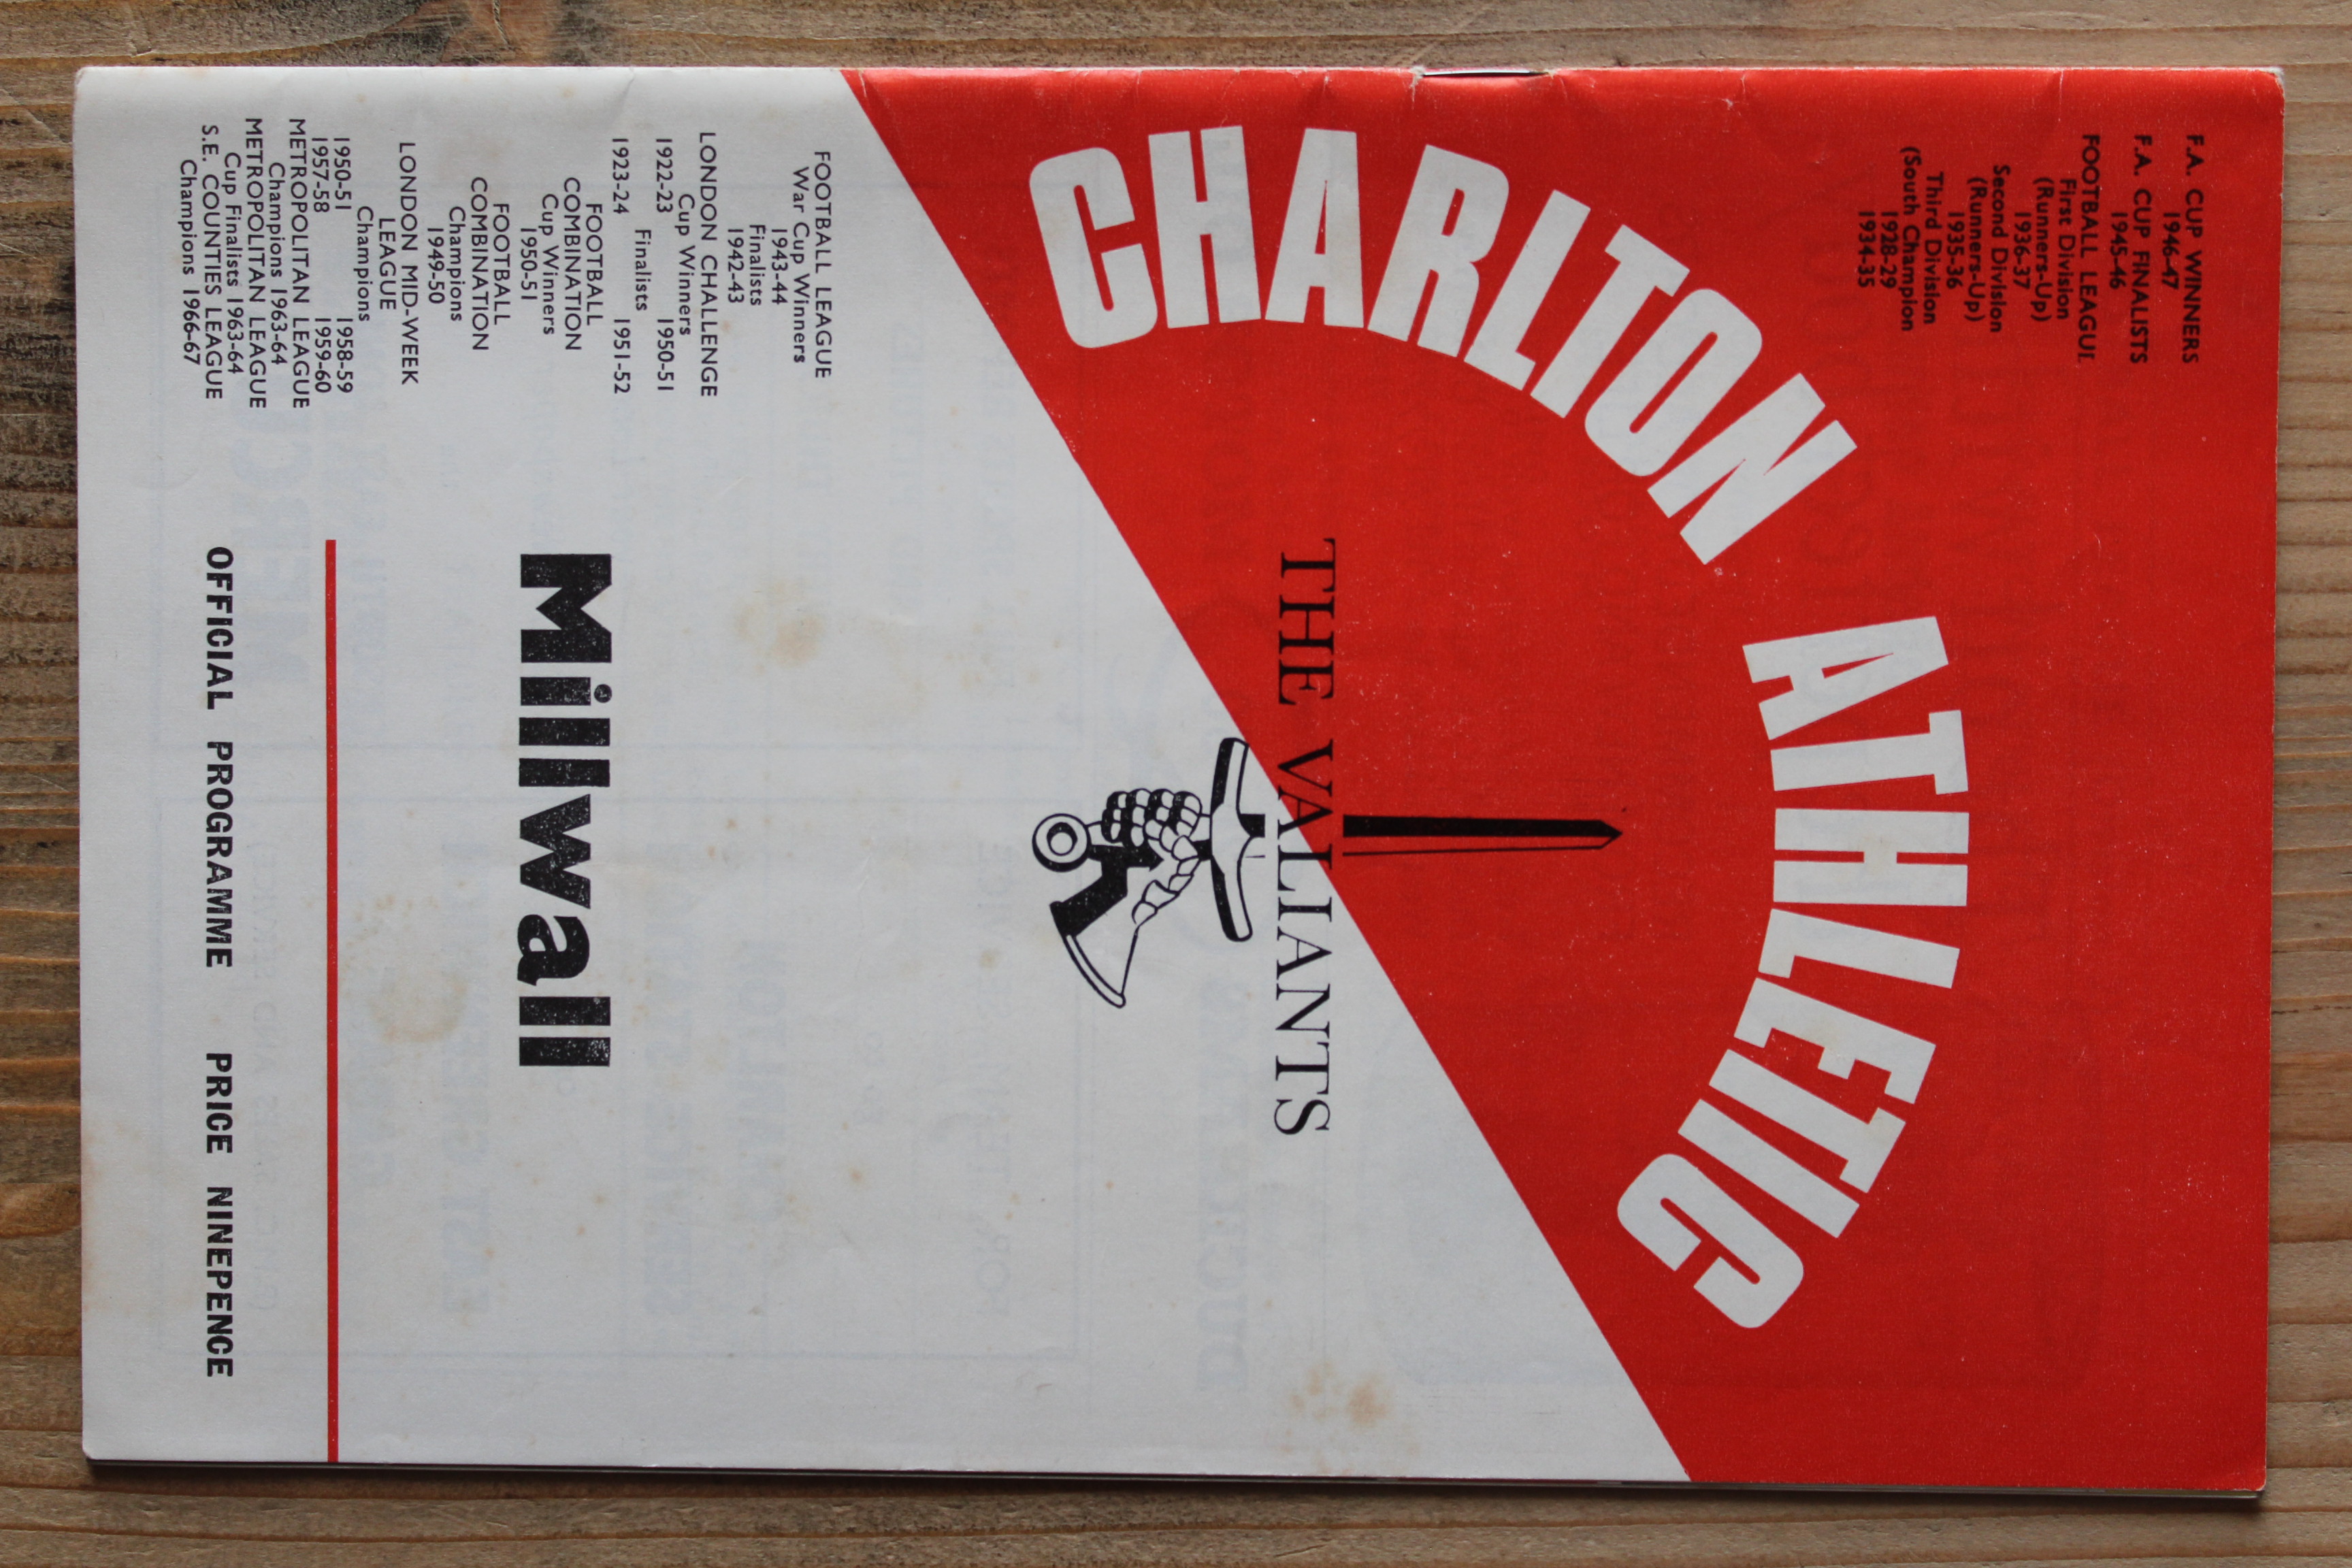 F.A. CUP WINNERS
1946-47
F.A. CUP FINALISTS
1945-46
FOOTBALL LEAGUE
First Division
(Runners-Up)
1936-37
Second Division
(Runners-Up)
1935-36
Third Division
(South Champion
1928-29
1934-35
CHARLTON ATHLETIC
THE VALIANTS
FOOTBALL LEAGUE
War Cup Winners
1943-44
Finalists
1942-43
LONDON CHALLENGE
Cup Winners
1922-23 1950-51
Finalists
1923-24 1951-52
FOOTBALL
COMBINATION
Cup Winners
1950-51
FOOTBALL
COMBINATION
Champions
1949-50
LONDON MID-WEEK
LEAGUE
Champions
1950-51 1958-59
1957-58 1959-60
METROPOLITAN LEAGUE
Champions 1963-64
METROPOLITAN LEAGUE
Cup Finalists 1963-64
S.E. COUNTIES LEAGUE
Champions 1966-67
Millwall
OFFICIAL PROGRAMME PRICE NINEPENCE